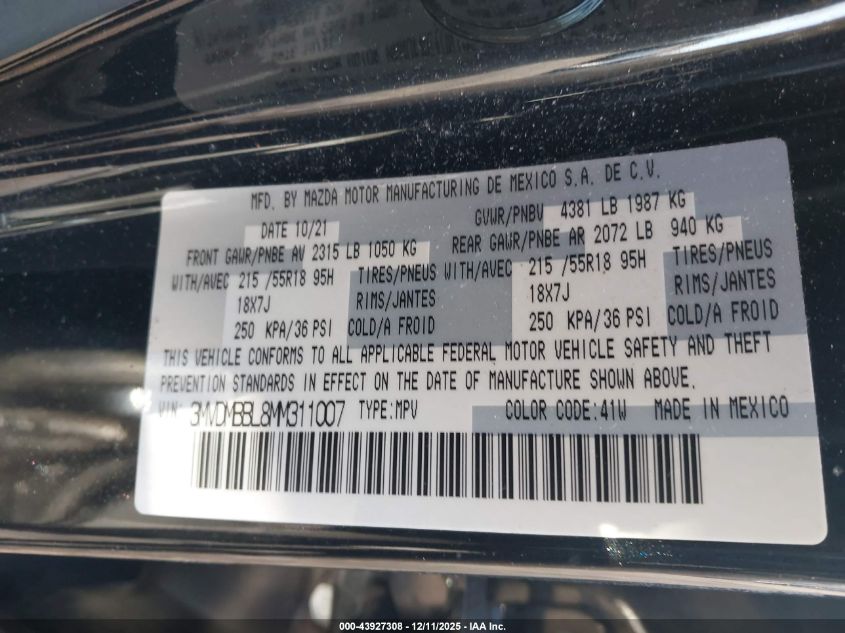 MFD. BY MAZDA MOTOR MANUFACTURING DE MEXICO S.A. DE C.V.
DATE 10/21 GVWR/PNBV 4381 LB 1987 KG
FRONT GAWR/PNBE AV 2315 LB 1050 KG REAR GAWR/PNBE AR 2072 LB 940 KG
WITH/AVEC 215 /55R18 95H TIRES/PNEUS WITH/AVEC 215 /55R18 95H TIRES/PNEUS
18X7J RIMS/JANTES 18X7J RIMS/JANTES
250 KPA/36 PSI COLD/A FROID 250 KPA/36 PSI COLD/A FROID
THIS VEHICLE CONFORMS TO ALL APPLICABLE FEDERAL MOTOR VEHICLE SAFETY AND THEFT
PREVENTION STANDARDS IN EFFECT ON THE DATE OF MANUFACTURE SHOWN ABOVE.
VIN: 3MVDMBBL8MM311007 TYPE:MPV COLOR CODE:41W MADE IN MEXICO
000-43927308 - 12/11/2025 - IAA Inc.